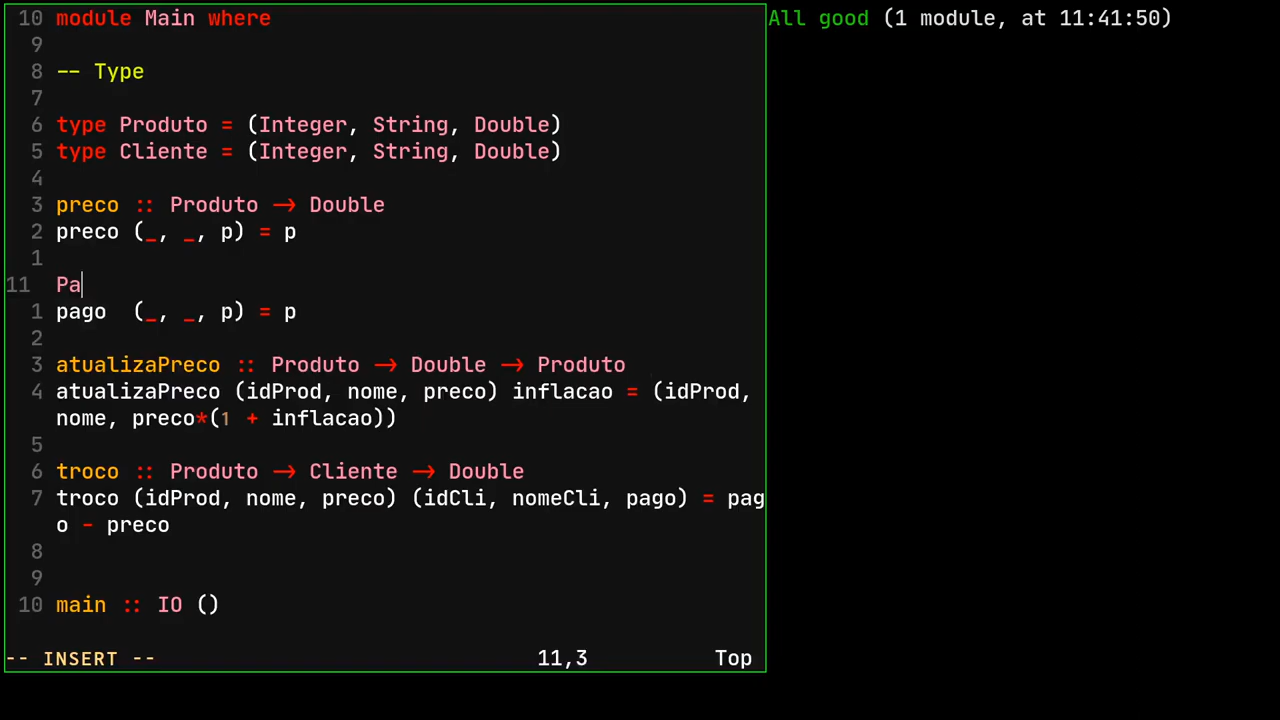 10 module Main where
9
8 -- Type
7
6 type Produto = (Integer, String, Double)
5 type Cliente = (Integer, String, Double)
4
3 preco :: Produto → Double
2 preco (_, _, p) = p
1
11 Pa
1 pago  (_, _, p) = p
2
3 atualizaPreco :: Produto → Double → Produto
4 atualizaPreco (idProd, nome, preco) inflacao = (idProd,
nome, preco*(1 + inflacao))
5
6 troco :: Produto → Cliente → Double
7 troco (idProd, nome, preco) (idCli, nomeCli, pago) = pag
o - preco
8
9
10 main :: IO ()
-- INSERT -- 11,3 Top
All good (1 module, at 11:41:50)